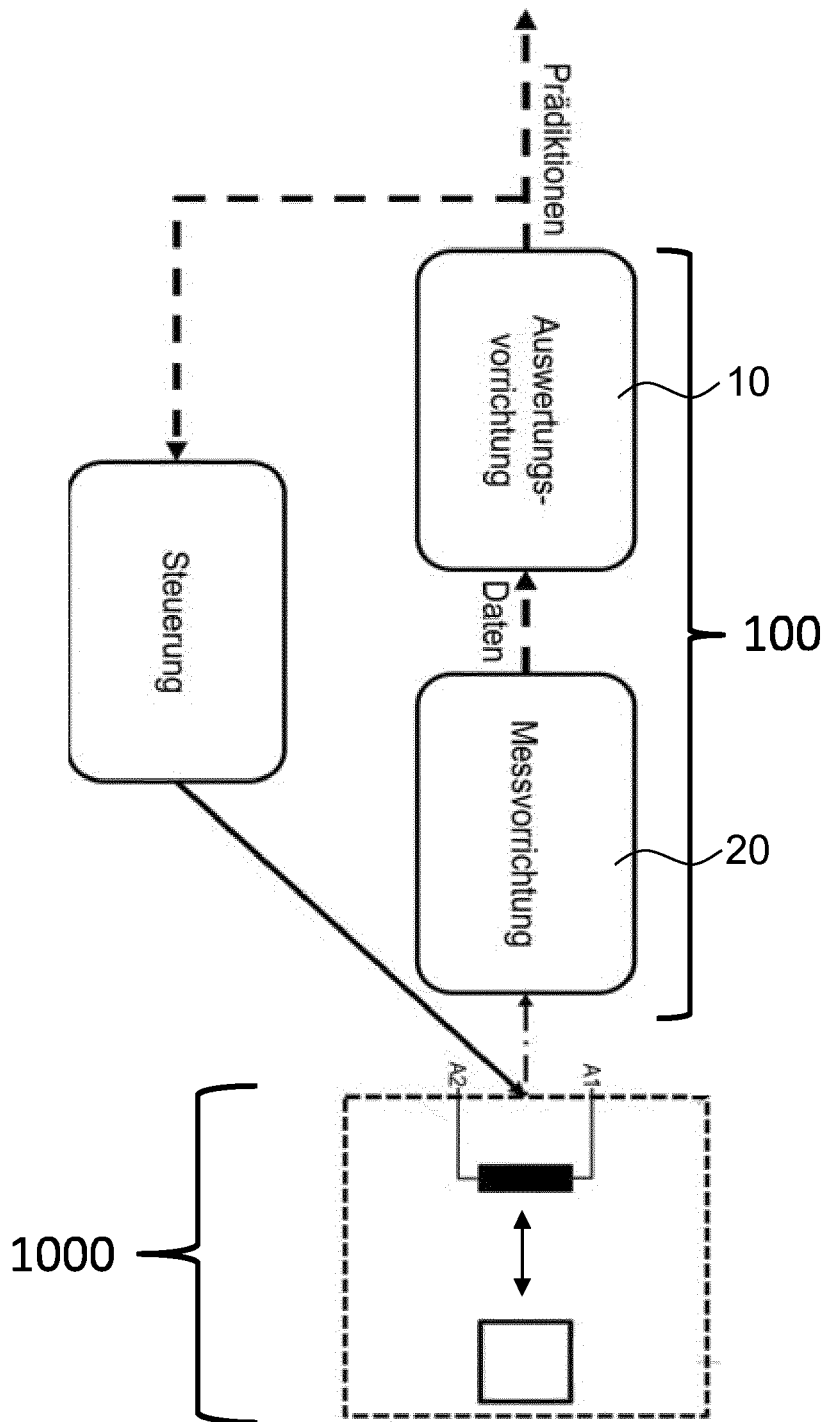 Prädiktionen
Auswertungs-
vorrichtung
10
Steuerung
Daten
100
Messvorrichtung
20
A2
A1
1000